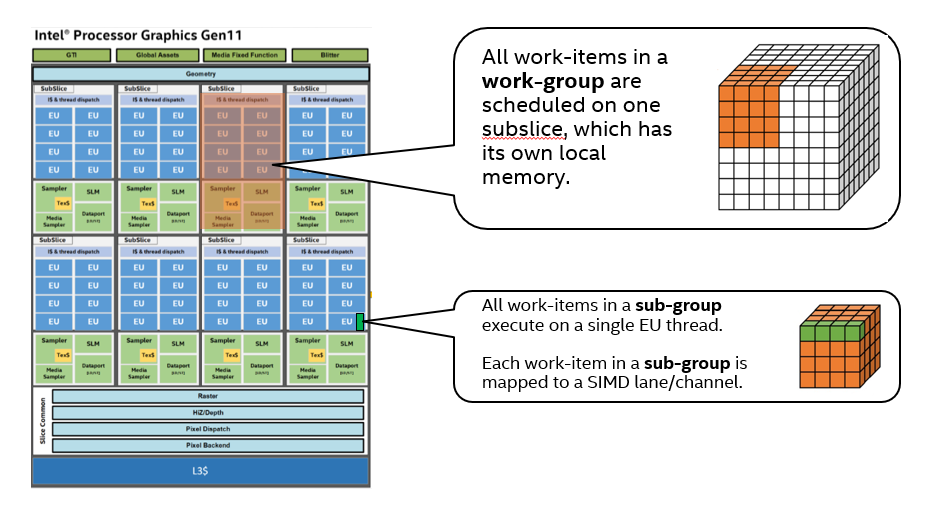 Intel® Processor Graphics Gen11
GTI Global Assets Media Fixed Function Blitter
Geometry
SubSlice SubSlice SubSlice SubSlice
I$ & thread dispatch I$ & thread dispatch I$ & thread dispatch I$ & thread dispatch
EU EU EU EU EU EU EU EU
EU EU EU EU EU EU EU EU
EU EU EU EU EU EU EU EU
EU EU EU EU EU EU EU EU
Sampler SLM Sampler SLM Sampler SLM Sampler SLM
Tex$ Tex$ Tex$ Tex$
Media Sampler Dataport Media Sampler Dataport Media Sampler Dataport Media Sampler Dataport
SubSlice SubSlice SubSlice SubSlice
I$ & thread dispatch I$ & thread dispatch I$ & thread dispatch I$ & thread dispatch
EU EU EU EU EU EU EU EU
EU EU EU EU EU EU EU EU
EU EU EU EU EU EU EU EU
EU EU EU EU EU EU EU EU
Sampler SLM Sampler SLM Sampler SLM Sampler SLM
Tex$ Tex$ Tex$ Tex$
Media Sampler Dataport Media Sampler Dataport Media Sampler Dataport Media Sampler Dataport
Slice Common
Raster
HiZ/Depth
Pixel Dispatch
Pixel Backend
L3$
All work-items in a
work-group are
scheduled on one
subslice, which has
its own local
memory.
All work-items in a sub-group
execute on a single EU thread.
Each work-item in a sub-group is
mapped to a SIMD lane/channel.